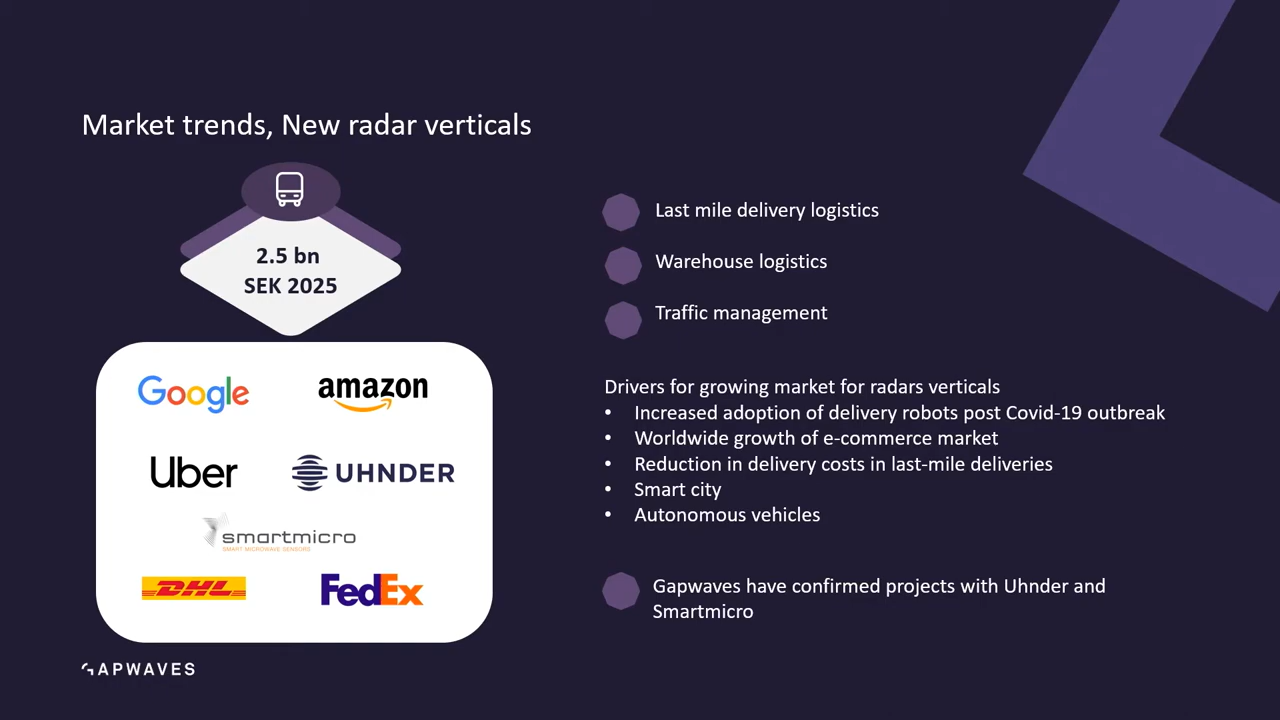 Market trends, New radar verticals
2.5 bn
SEK 2025
Google
amazon
Uber
UHNDER
smartmicro
SMART MICROWAVE SENSORS
DHL
FedEx
GAPWAVES
Last mile delivery logistics
Warehouse logistics
Traffic management
Drivers for growing market for radars verticals
• Increased adoption of delivery robots post Covid-19 outbreak
• Worldwide growth of e-commerce market
• Reduction in delivery costs in last-mile deliveries
• Smart city
• Autonomous vehicles
Gapwaves have confirmed projects with Uhnder and
Smartmicro